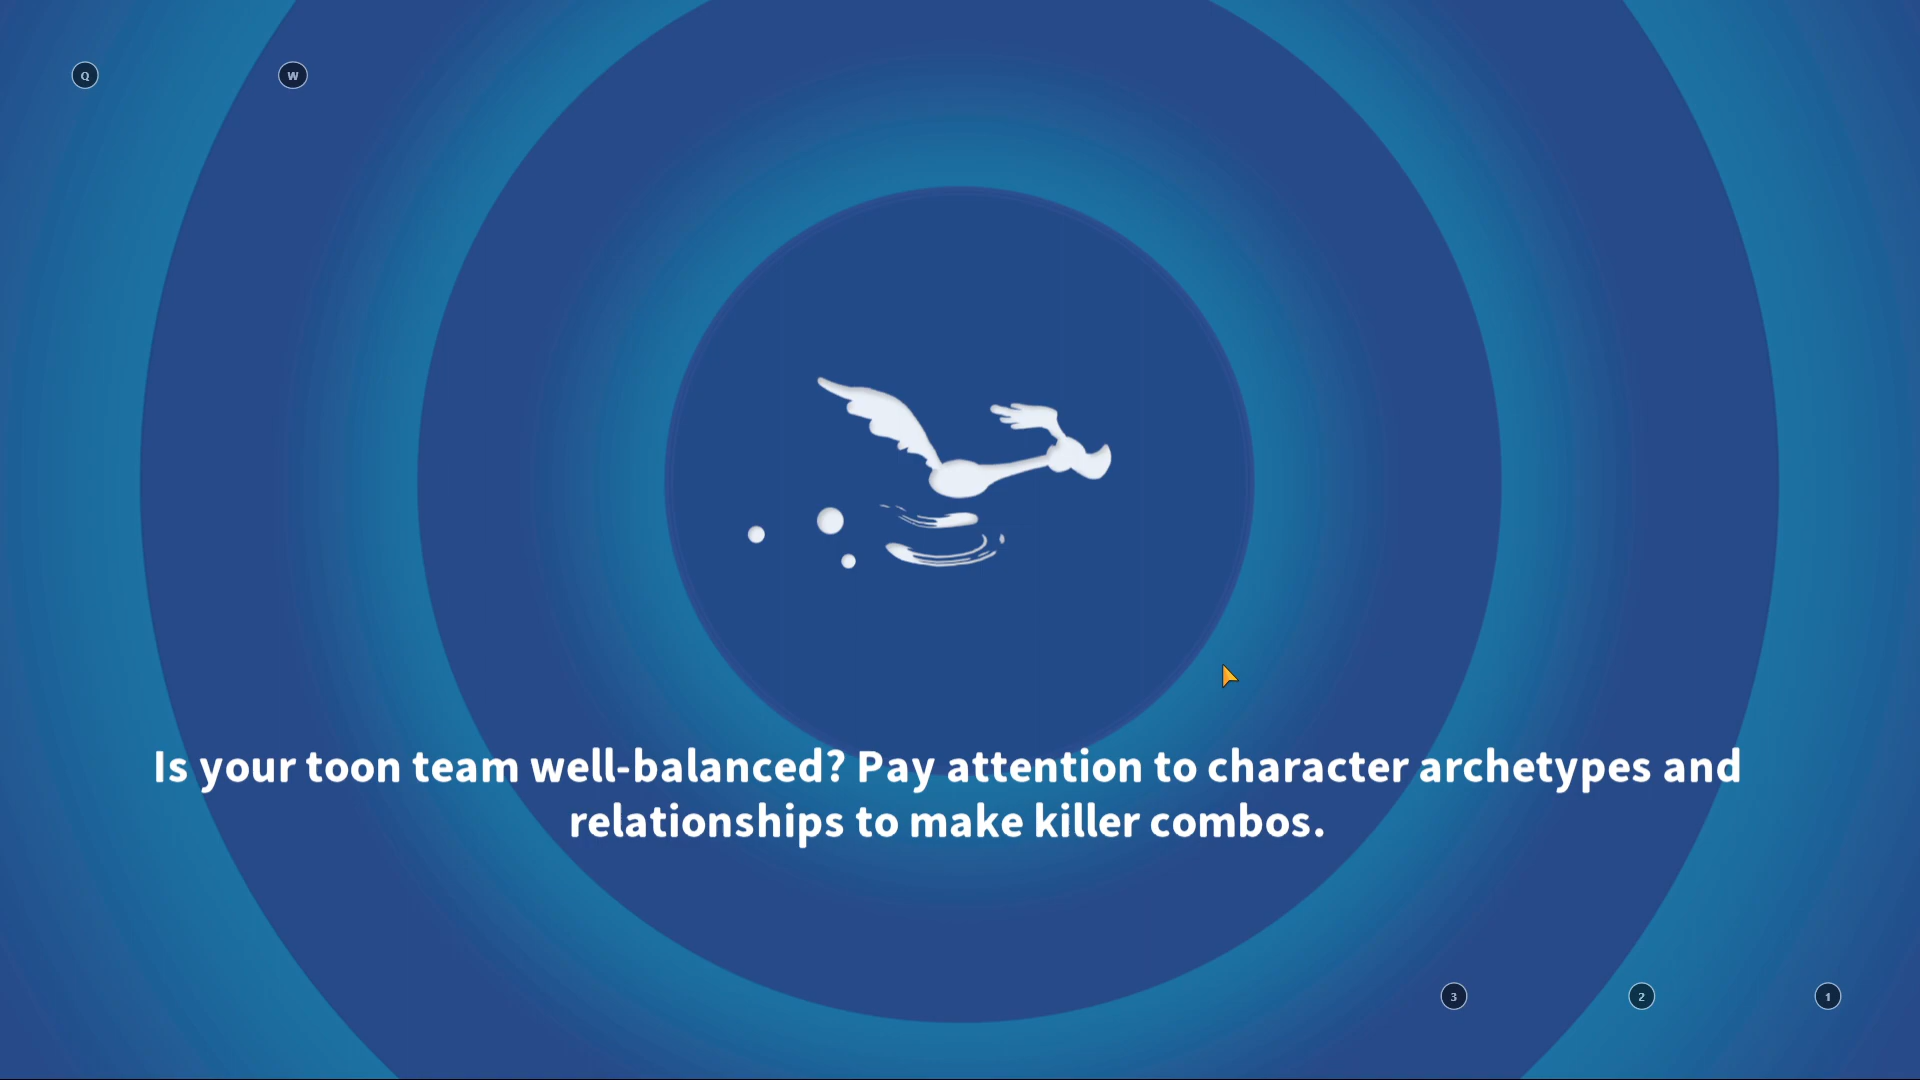 Q W
Is your toon team well-balanced? Pay attention to character archetypes and
relationships to make killer combos.
3 2 1